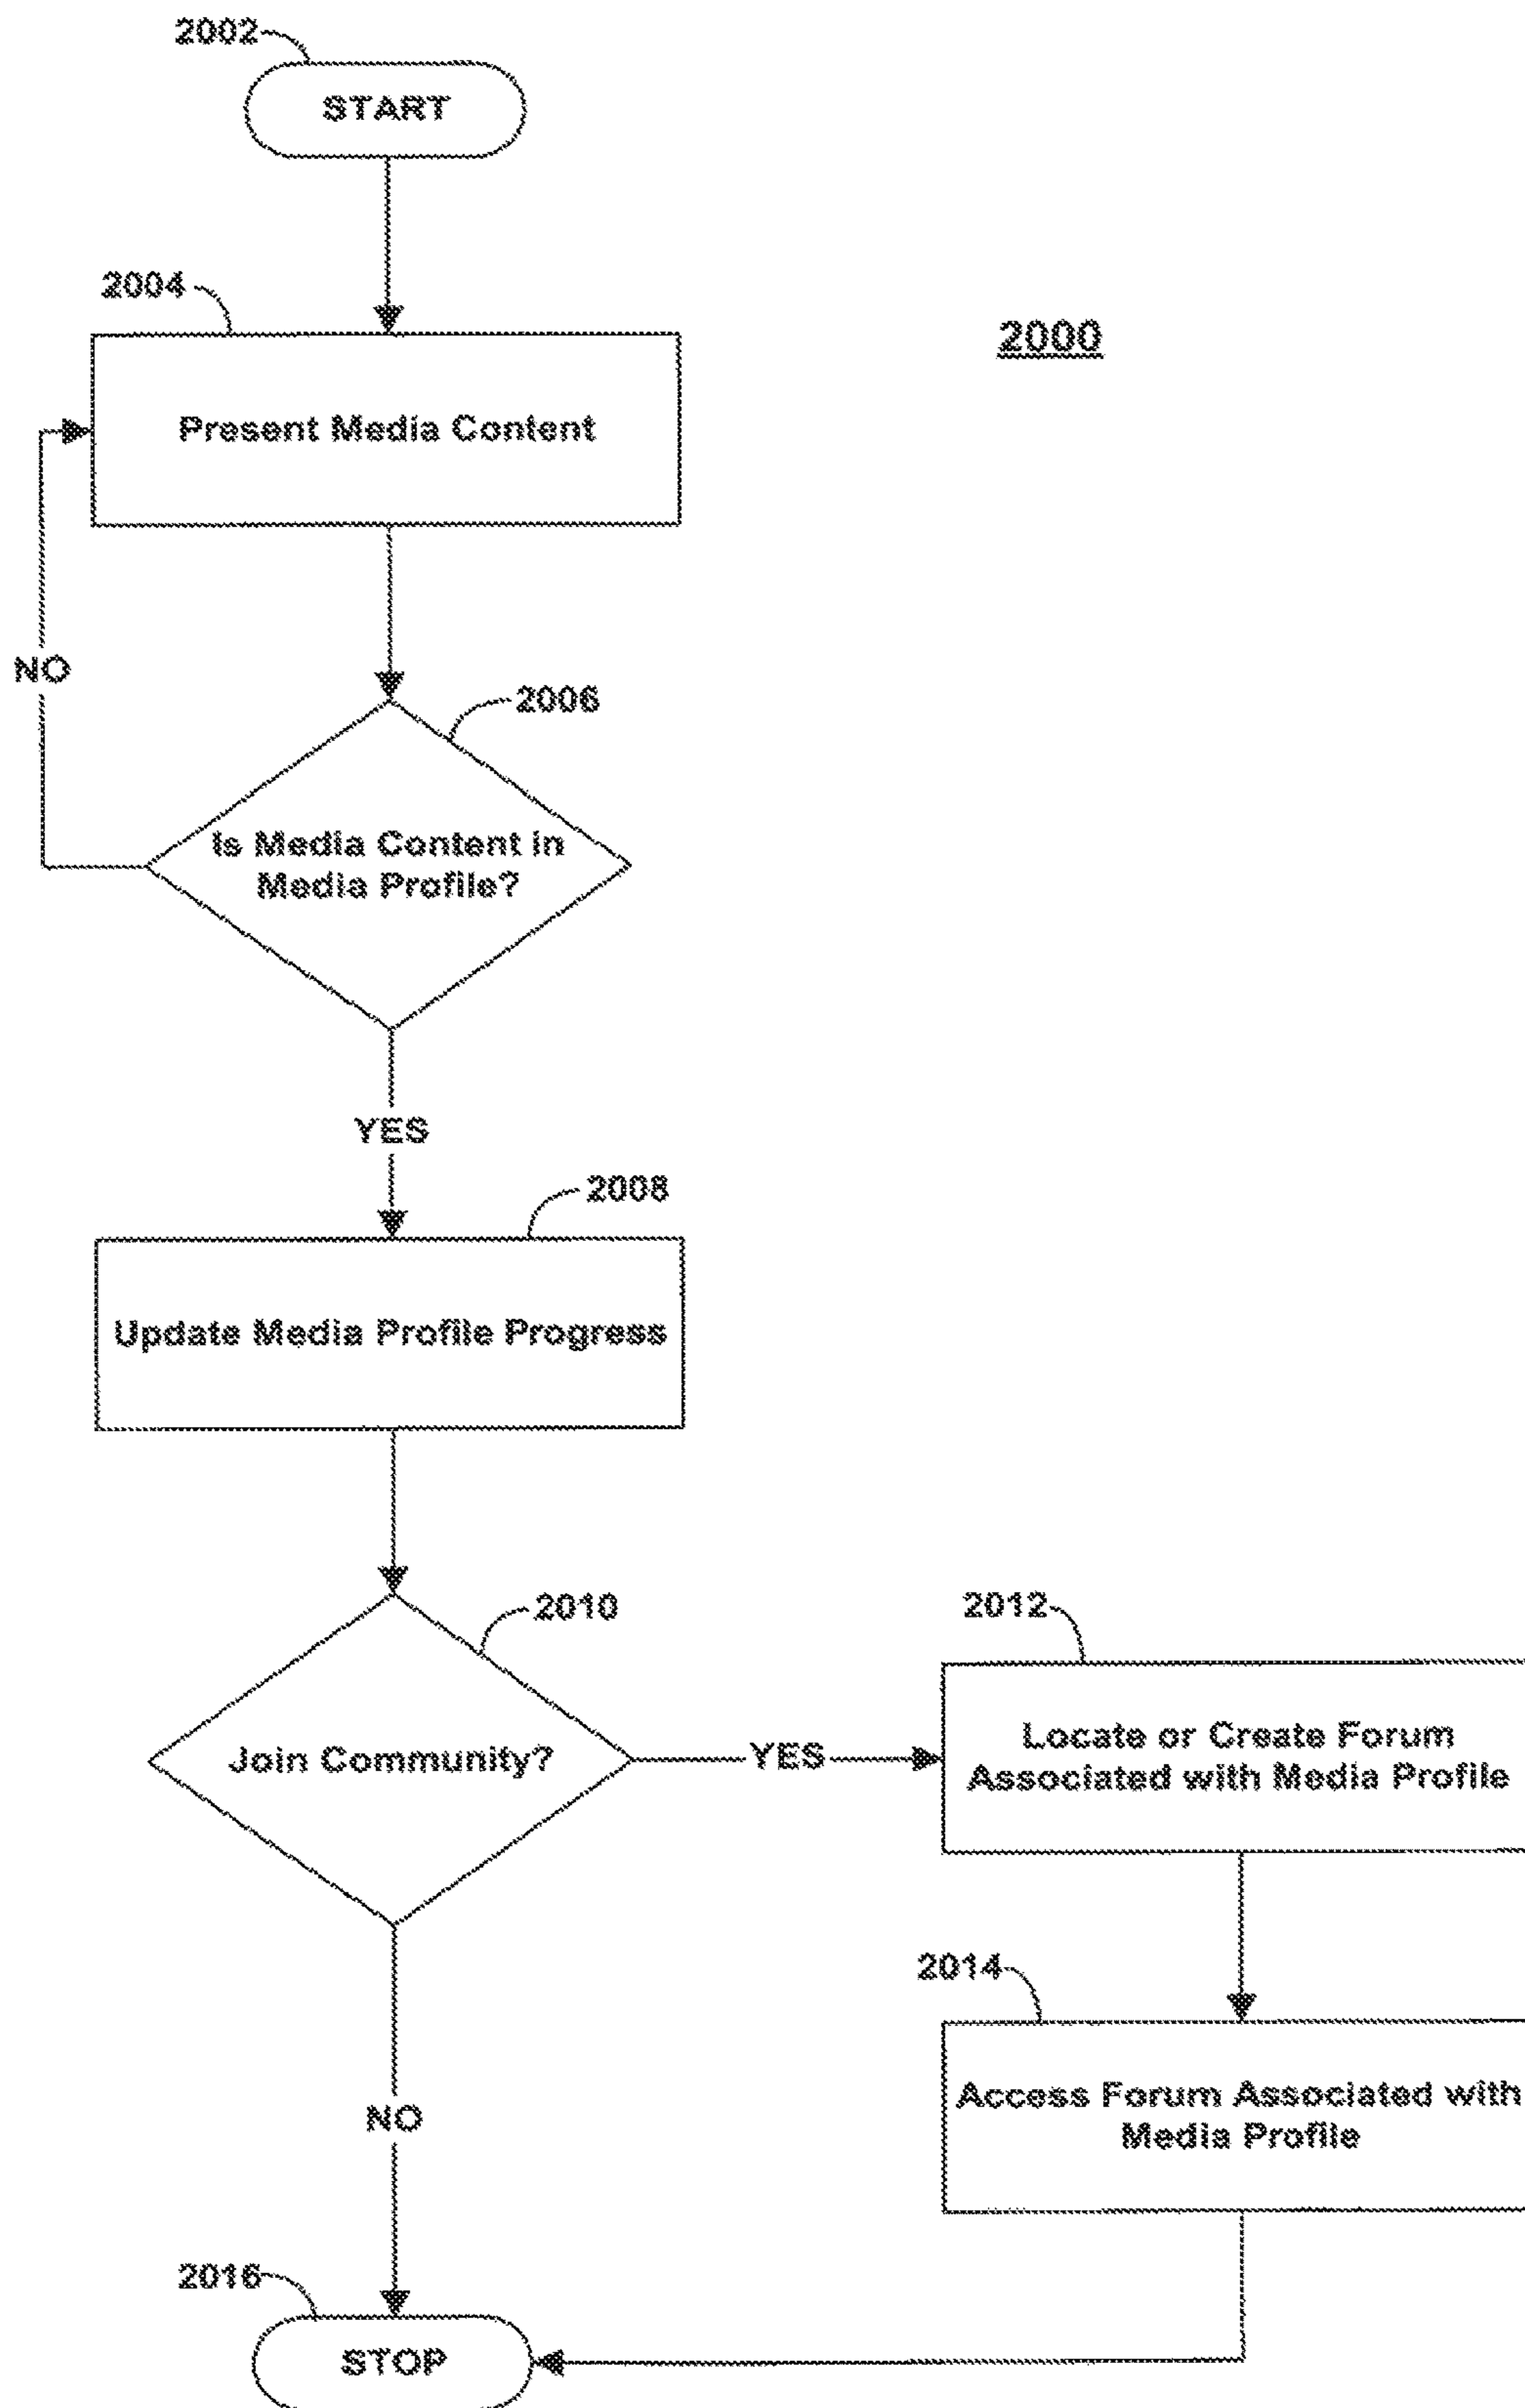 2002
START
2004
2000
Present Media Content
NO
2006
Is Media Content in
Media Profile?
YES
2008
Update Media Profile Progress
2010
2012
Join Community?
YES
Locate or Create Forum
Associated with Media Profile
2014
Access Forum Associated with
Media Profile
NO
2016
STOP